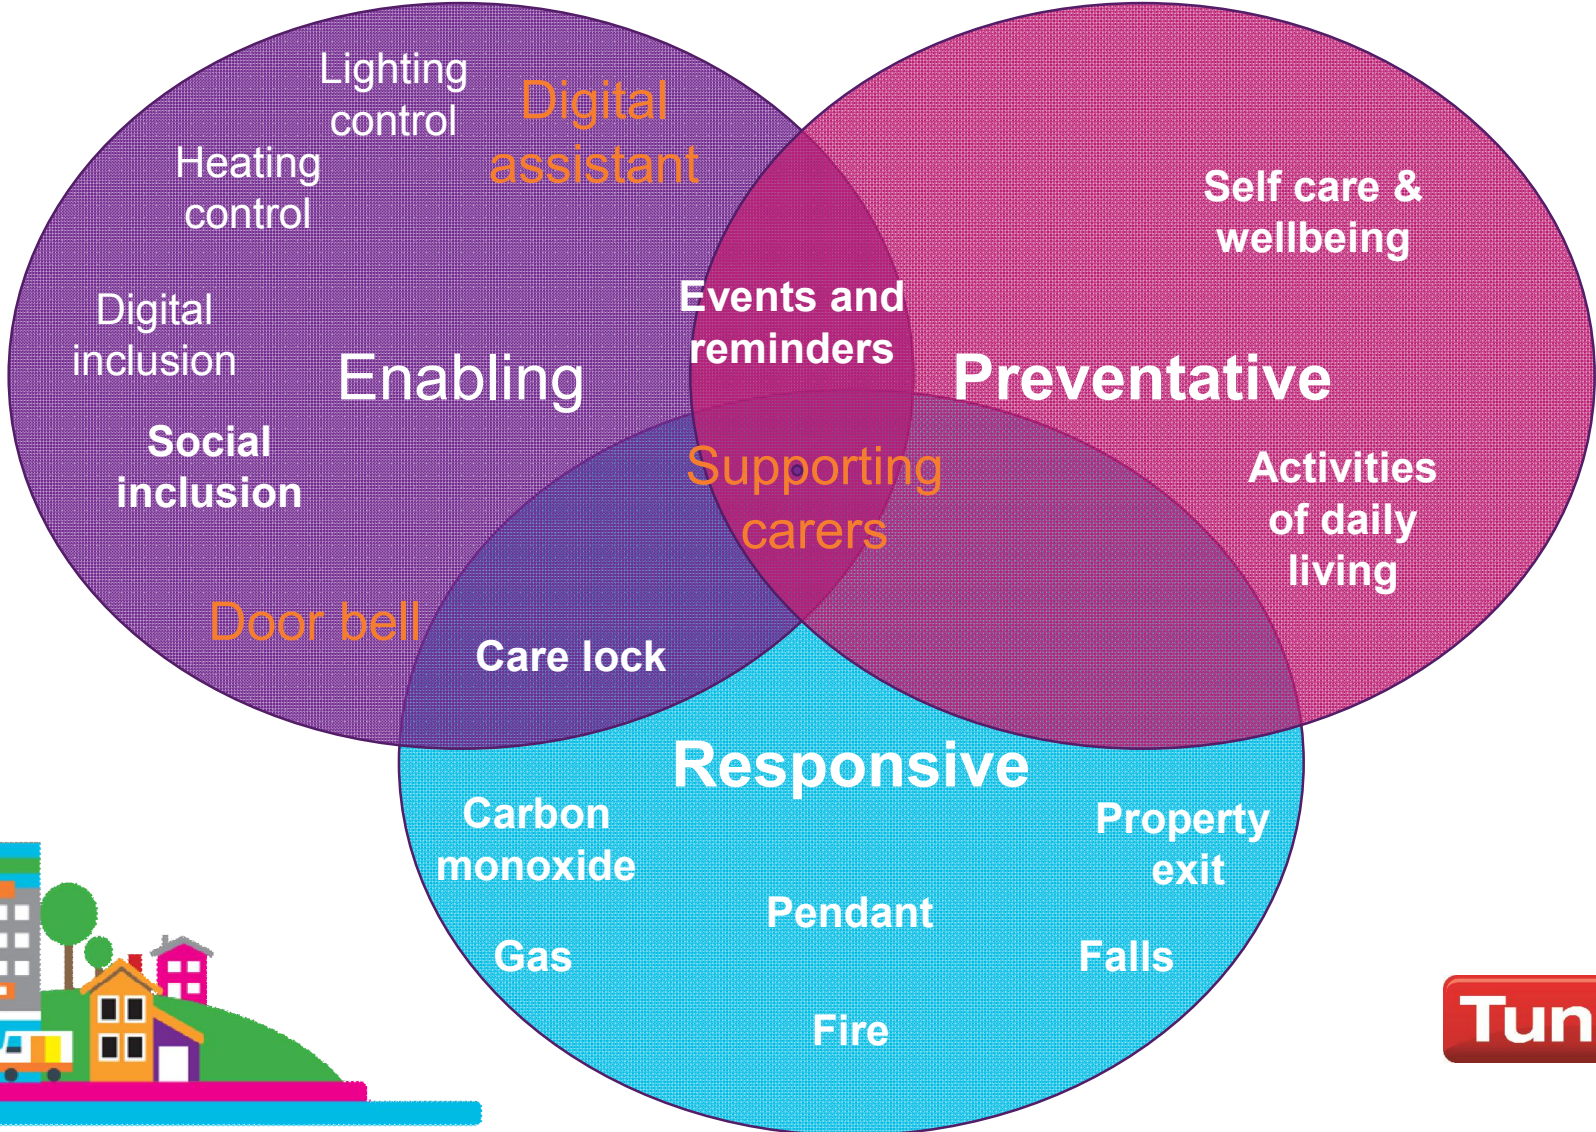 Lighting
control
Digital
assistant
Heating
control
Digital
inclusion
Enabling
Social
inclusion
Door bell
Events and
reminders
Self care &
wellbeing
Preventative
Activities
of daily
living
Supporting
carers
Care lock
Responsive
Carbon
monoxide
Property
exit
Pendant
Gas
Falls
Fire
Tun